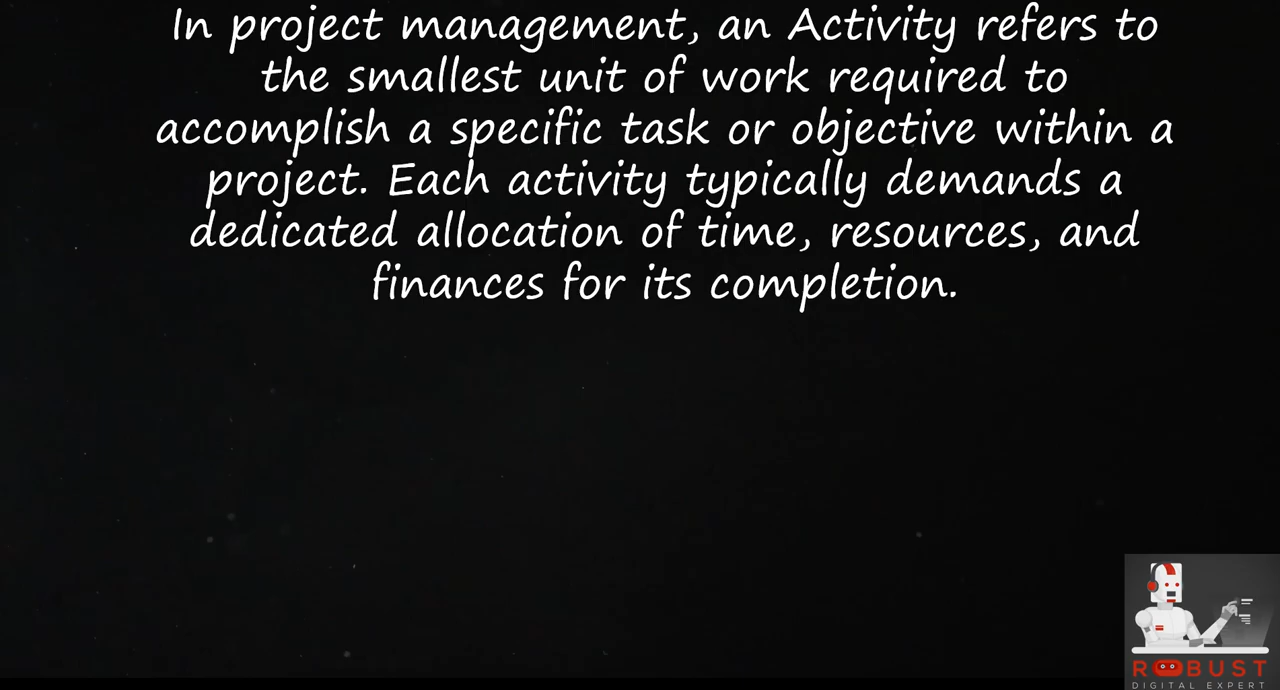 In project management, an Activity refers to
the smallest unit of work required to
accomplish a specific task or objective within a
project. Each activity typically demands a
dedicated allocation of time, resources, and
finances for its completion.
ROBUST
DIGITAL EXPERT